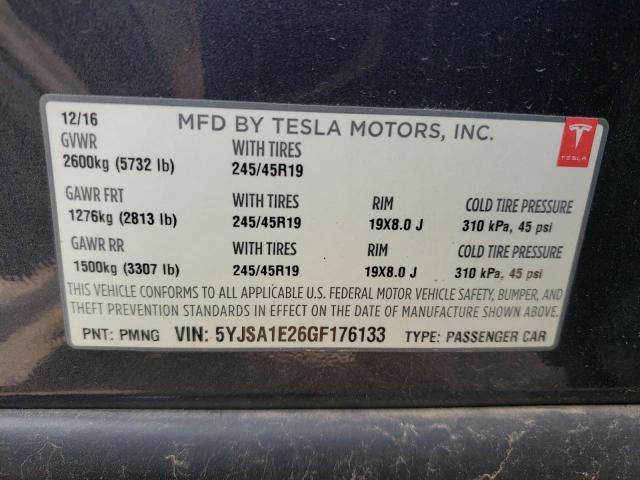 12/16 MFD BY TESLA MOTORS, INC.
GVWR WITH TIRES
2600kg (5732 lb) 245/45R19
TESLA
GAWR FRT WITH TIRES RIM COLD TIRE PRESSURE
1276kg (2813 lb) 245/45R19 19X8.0 J 310 kPa, 45 psi
GAWR RR WITH TIRES RIM COLD TIRE PRESSURE
1500kg (3307 lb) 245/45R19 19X8.0 J 310 kPa, 45 psi
THIS VEHICLE CONFORMS TO ALL APPLICABLE U.S. FEDERAL MOTOR VEHICLE SAFETY, BUMPER, AND
THEFT PREVENTION STANDARDS IN EFFECT ON THE DATE OF MANUFACTURE SHOWN ABOVE.
PNT: PMNG VIN: 5YJSA1E26GF176133 TYPE: PASSENGER CAR